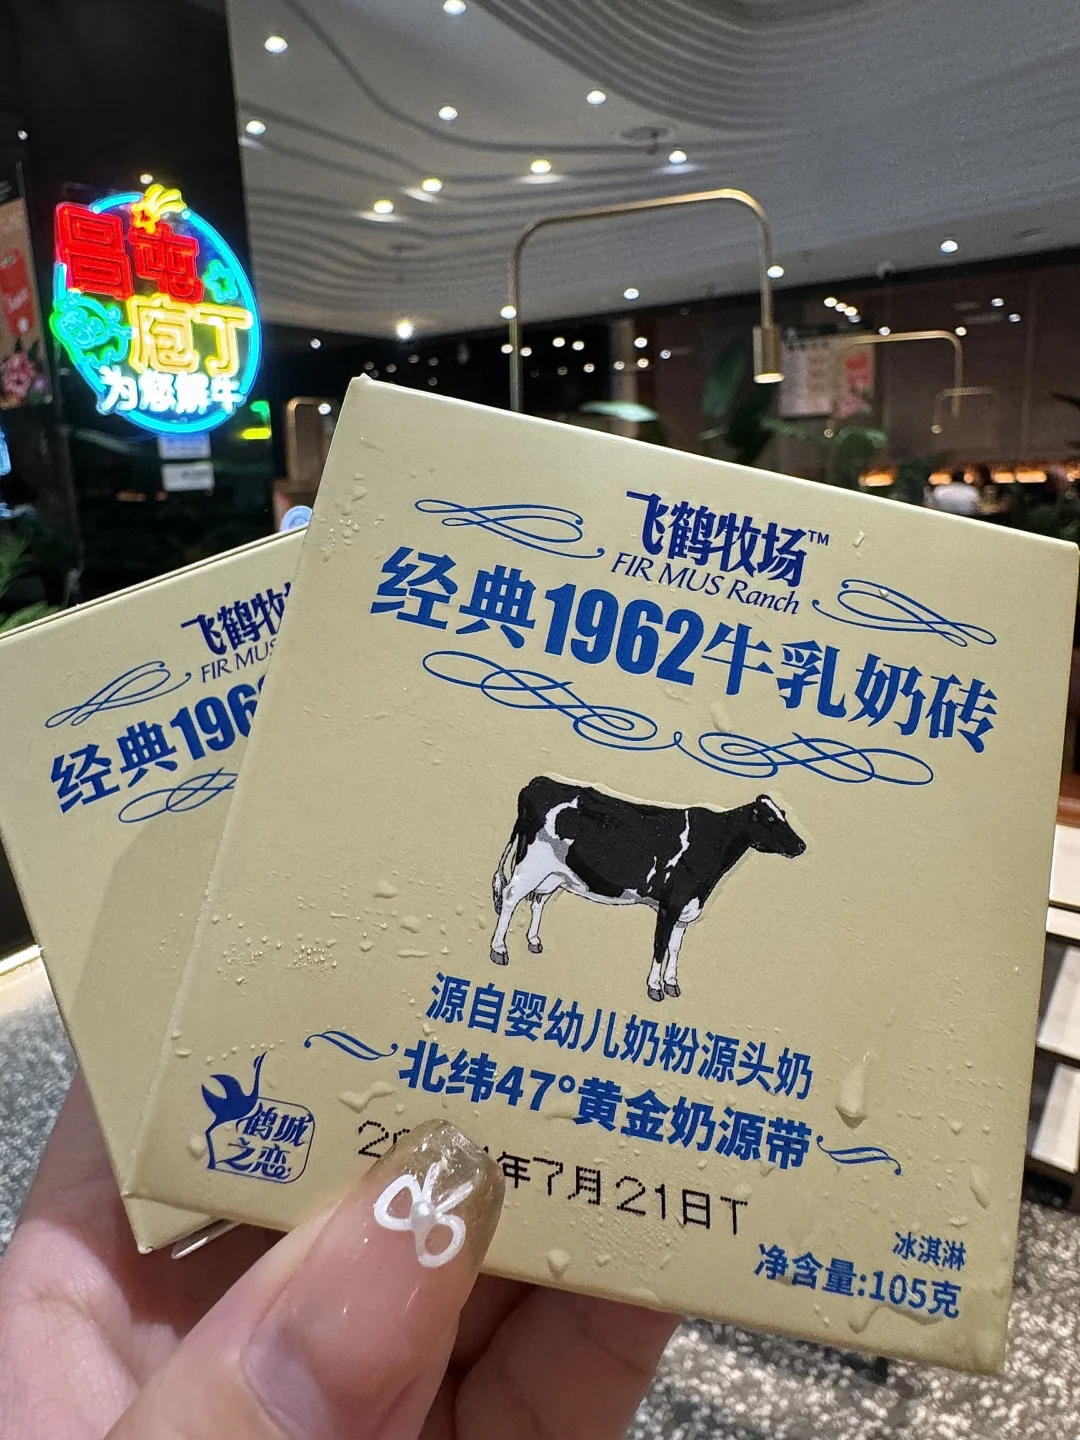 昌屯
庖丁
为您解牛
飞鹤牧场™
FIR MUS Ranch
经典1962牛乳奶砖
源自婴幼儿奶粉源头奶
北纬47°黄金奶源带
鹤城
之恋
年7月21日T
冰淇淋
净含量:105克
飞鹤牧
FIR MUS
经典196